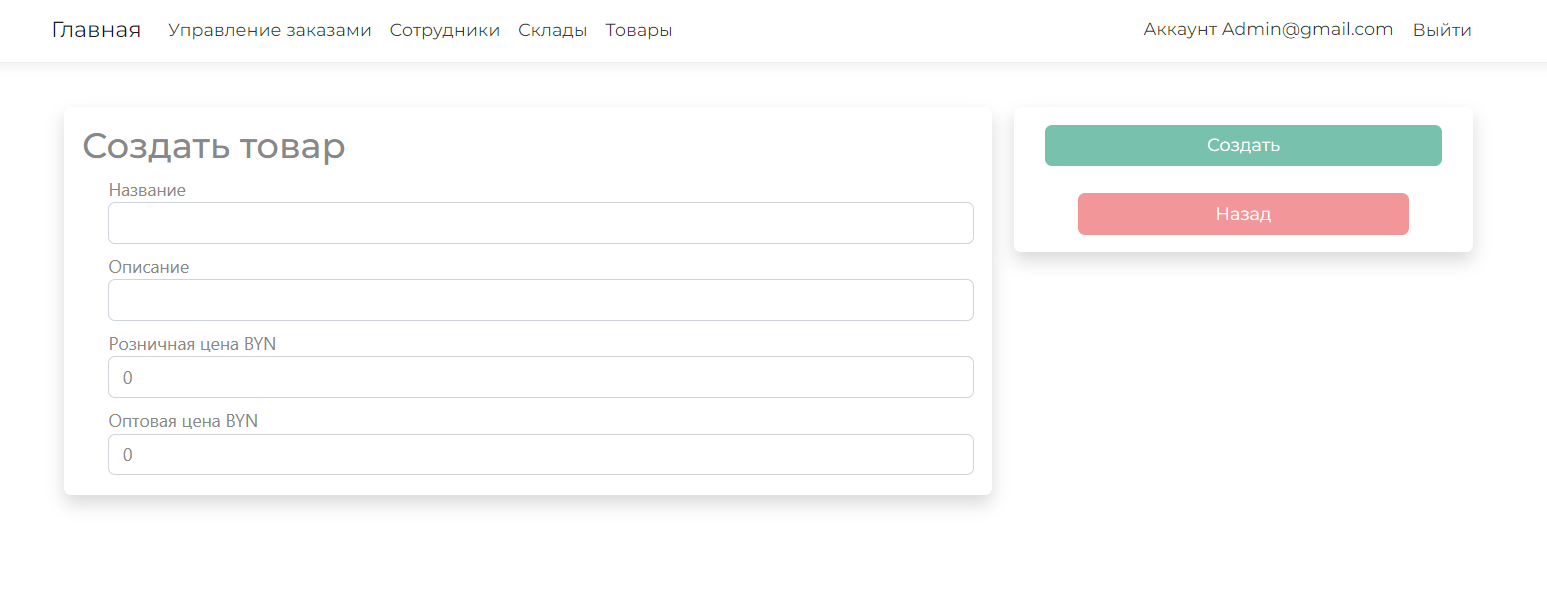 Главная Управление заказами Сотрудники Склады Товары Аккаунт Admin@gmail.com Выйти
Создать товар
Название
Описание
Розничная цена BYN
0
Оптовая цена BYN
0
Создать
Назад